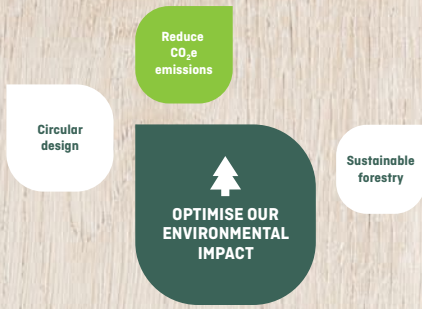 Reduce
CO₂e
emissions
Circular
design
Sustainable
forestry
OPTIMISE OUR
ENVIRONMENTAL
IMPACT